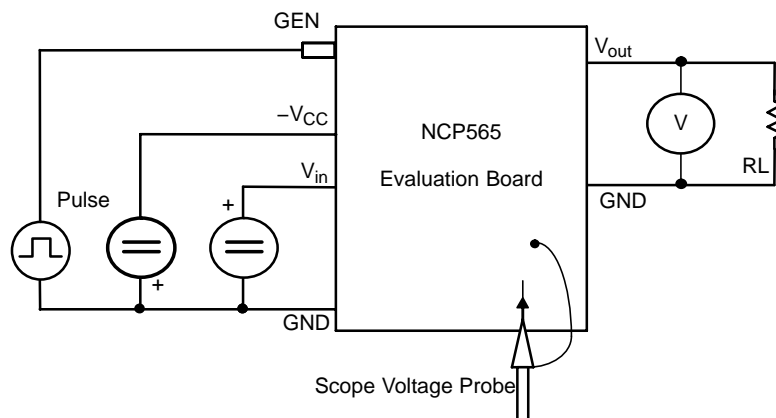 GEN
V_out
–V_CC
NCP565
V
V_in
Evaluation Board
RL
+
Pulse
GND
+
GND
Scope Voltage Probe